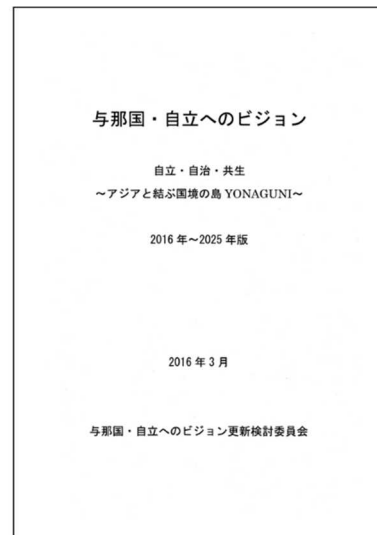 与那国・自立へのビジョン
自立・自治・共生
～アジアと結ぶ国境の島 YONAGUNI～
2016 年～2025 年版
2016 年 3 月
与那国・自立へのビジョン更新検討委員会